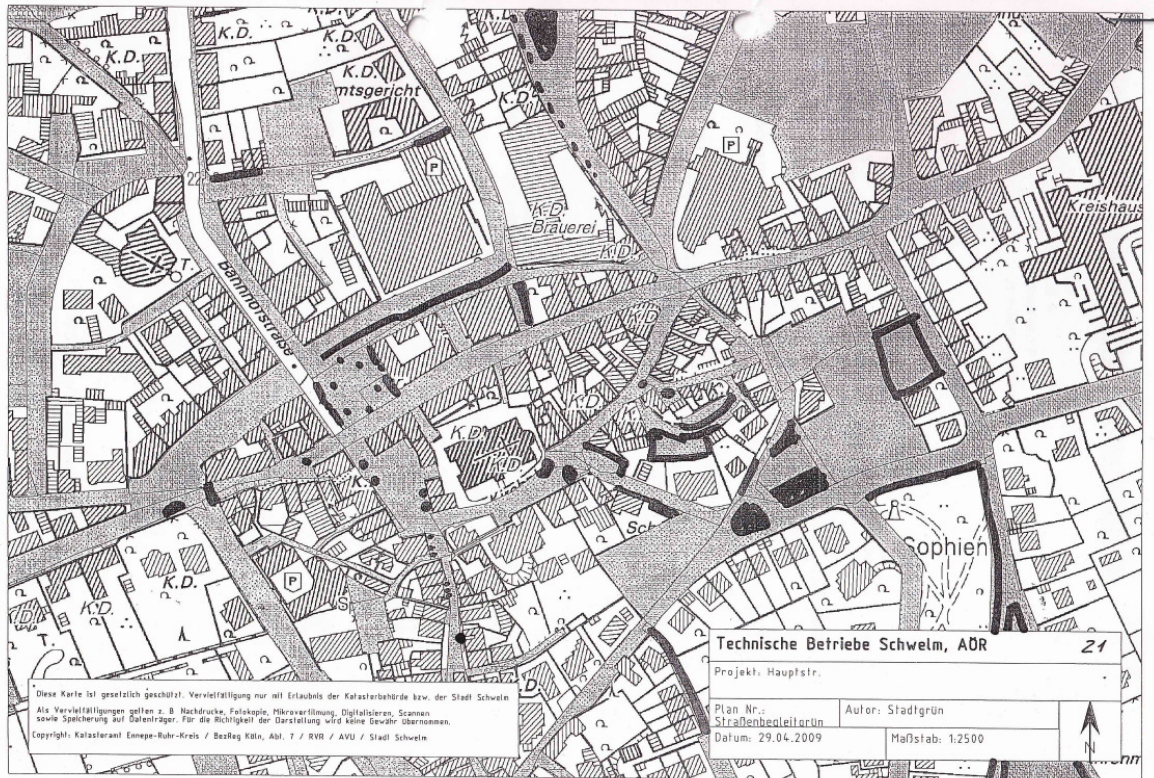 K.D.
K.D.
K.D.
K.D.
mtsgericht
K.D.
P
P
22
K.D.
Brauerei
K.D.
Kreishaus
T.
Bahnhofstraße
K.D.
K.D.
K.D.
K.D.
Sch
Sophien
K.D.
K.D.
P
S
T.
D
Technische Betriebe Schwelm, AÖR
21
Projekt: Hauptstr.
Plan Nr.:
Straßenbegleitgrün
Autor: Stadtgrün
Datum: 29.04.2009
Maßstab: 1:2500
N
Diese Karte ist gesetzlich geschützt. Vervielfältigung nur mit Erlaubnis der Katasterbehörde bzw. der Stadt Schwelm
Als Vervielfältigungen gelten z. B Nachdrucke, Fotokopie, Mikroverfilmung, Digitalisieren, Scannen
sowie Speicherung auf Datenträger. Für die Richtigkeit der Darstellung wird keine Gewähr übernommen.
Copyright: Katasteramt Ennepe-Ruhr-Kreis / BezReg Köln, Abt. 7 / RVR / AVU / Stadt Schwelm